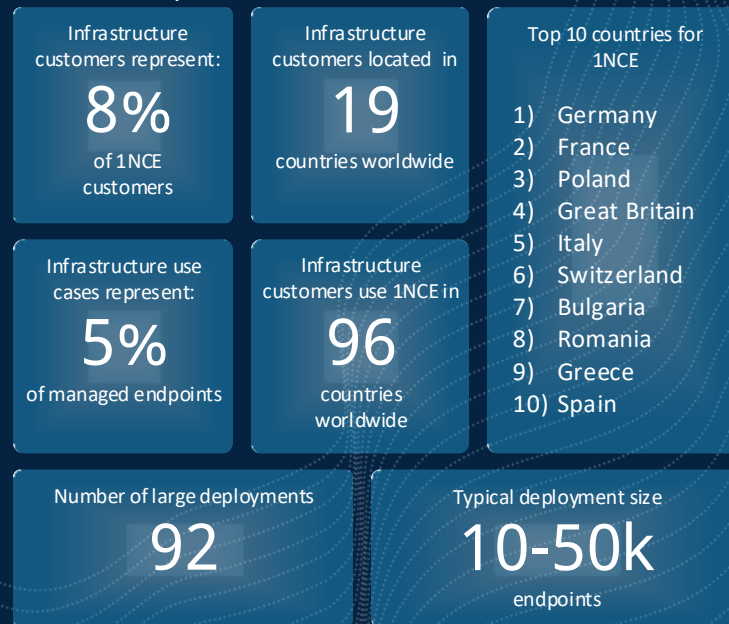 Infrastructure
customers represent:
8%
of 1NCE
customers
Infrastructure
customers located in
19
countries worldwide
Top 10 countries for
1NCE
1) Germany
2) France
3) Poland
4) Great Britain
5) Italy
6) Switzerland
7) Bulgaria
8) Romania
9) Greece
10) Spain
Infrastructure use
cases represent:
5%
of managed endpoints
Infrastructure
customers use 1NCE in
96
countries
worldwide
Number of large deployments
92
Typical deployment size
10-50k
endpoints